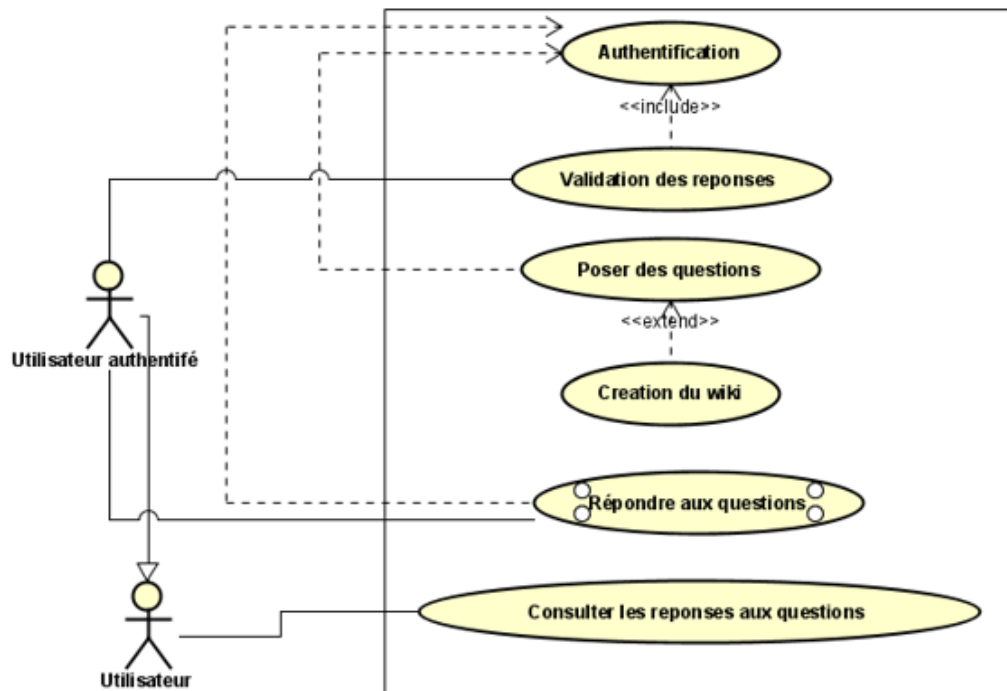 Authentification
<<include>>
Validation des reponses
Poser des questions
<<extend>>
Utilisateur authentifé
Creation du wiki
Répondre aux questions
Consulter les reponses aux questions
Utilisateur